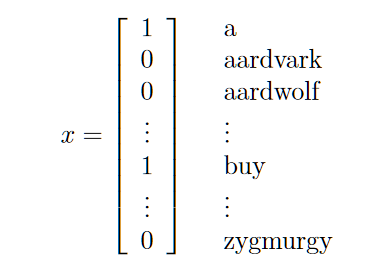 1 a
0 aardvark
0 aardwolf
⋮ ⋮
x = 1 buy
⋮ ⋮
0 zygmurgy